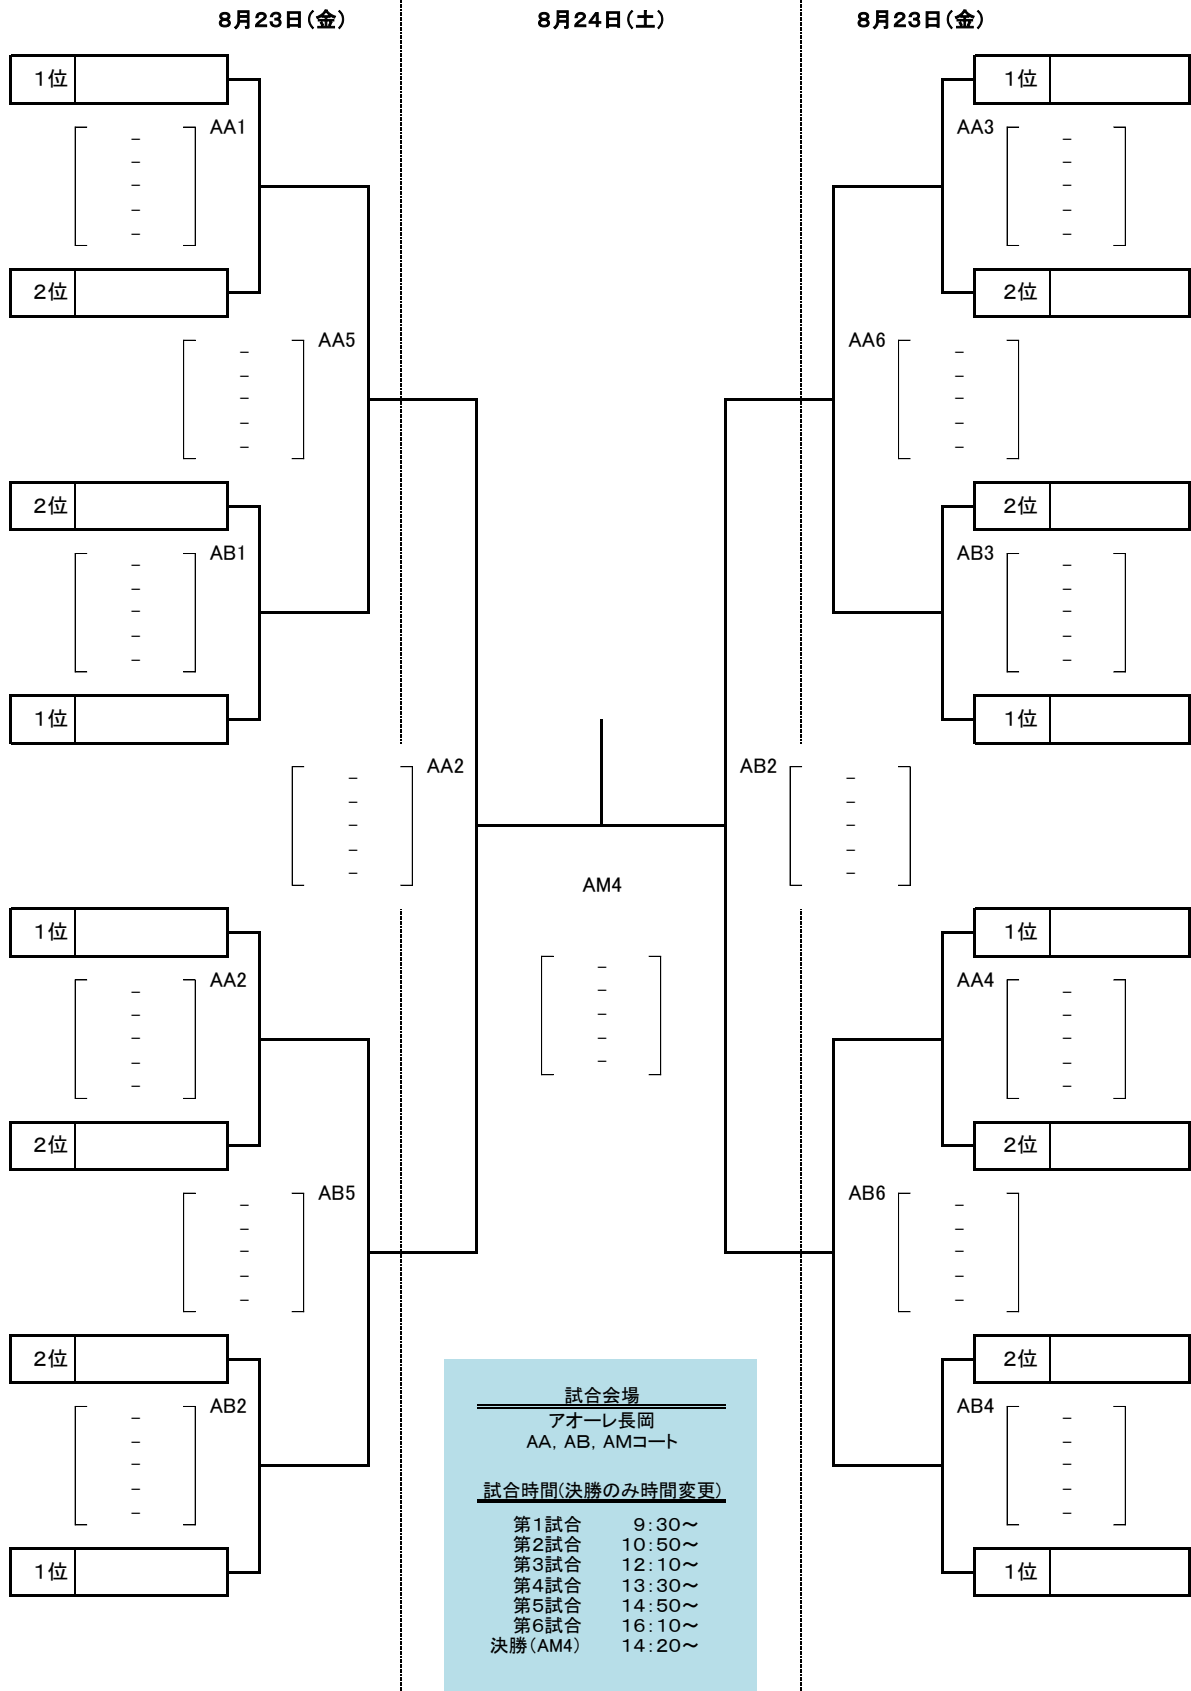 8月23日(金) 8月24日(土) 8月23日(金)
1位 1位
AA1 AA3
-  -
-  -
-  -
-  -
-  -
2位 2位
AA5 AA6
-  -
-  -
-  -
-  -
-  -
2位 2位
AB1 AB3
-  -
-  -
-  -
-  -
-  -
1位 1位
AA2 AB2
-  -
-  -
-  -
-  -
-  -
AM4
1位 1位
AA2 AA4
-  -  -
-  -  -
-  -  -
-  -  -
-  -  -
2位 2位
AB5 AB6
-  -
-  -
-  -
-  -
-  -
2位 2位
AB2 AB4
-  -
-  -
-  -
-  -
-  -
1位 1位
試合会場
アオーレ長岡
AA, AB, AMコート
試合時間(決勝のみ時間変更)
第1試合 9:30～
第2試合 10:50～
第3試合 12:10～
第4試合 13:30～
第5試合 14:50～
第6試合 16:10～
決勝(AM4) 14:20～